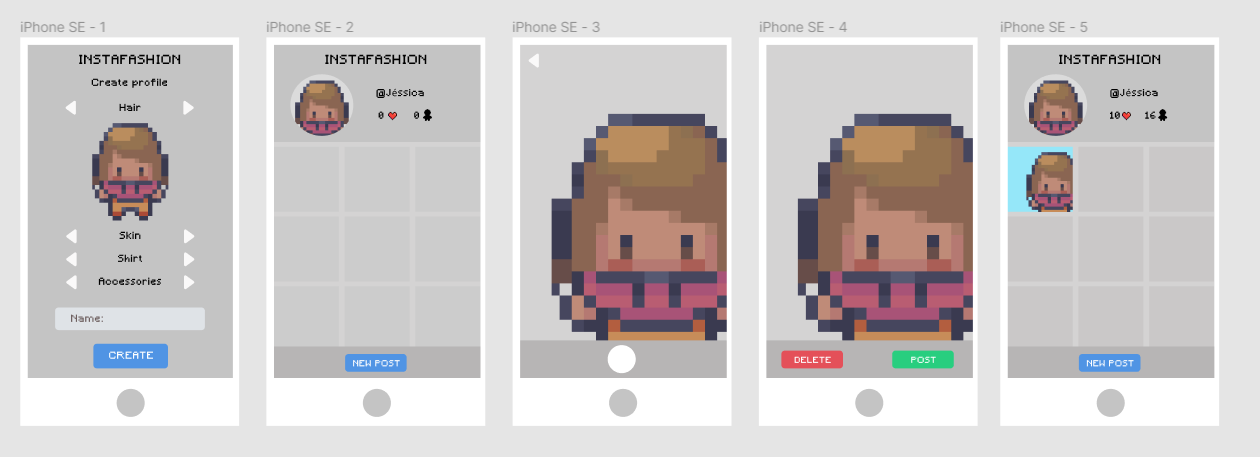 iPhone SE - 1
INSTAFASHION
Create profile
Hair
Skin
Shirt
Accessories
Name:
CREATE
iPhone SE - 2
INSTAFASHION
@Jéssica
0 0
NEW POST
iPhone SE - 3
iPhone SE - 4
DELETE POST
iPhone SE - 5
INSTAFASHION
@Jéssica
10 16
NEW POST